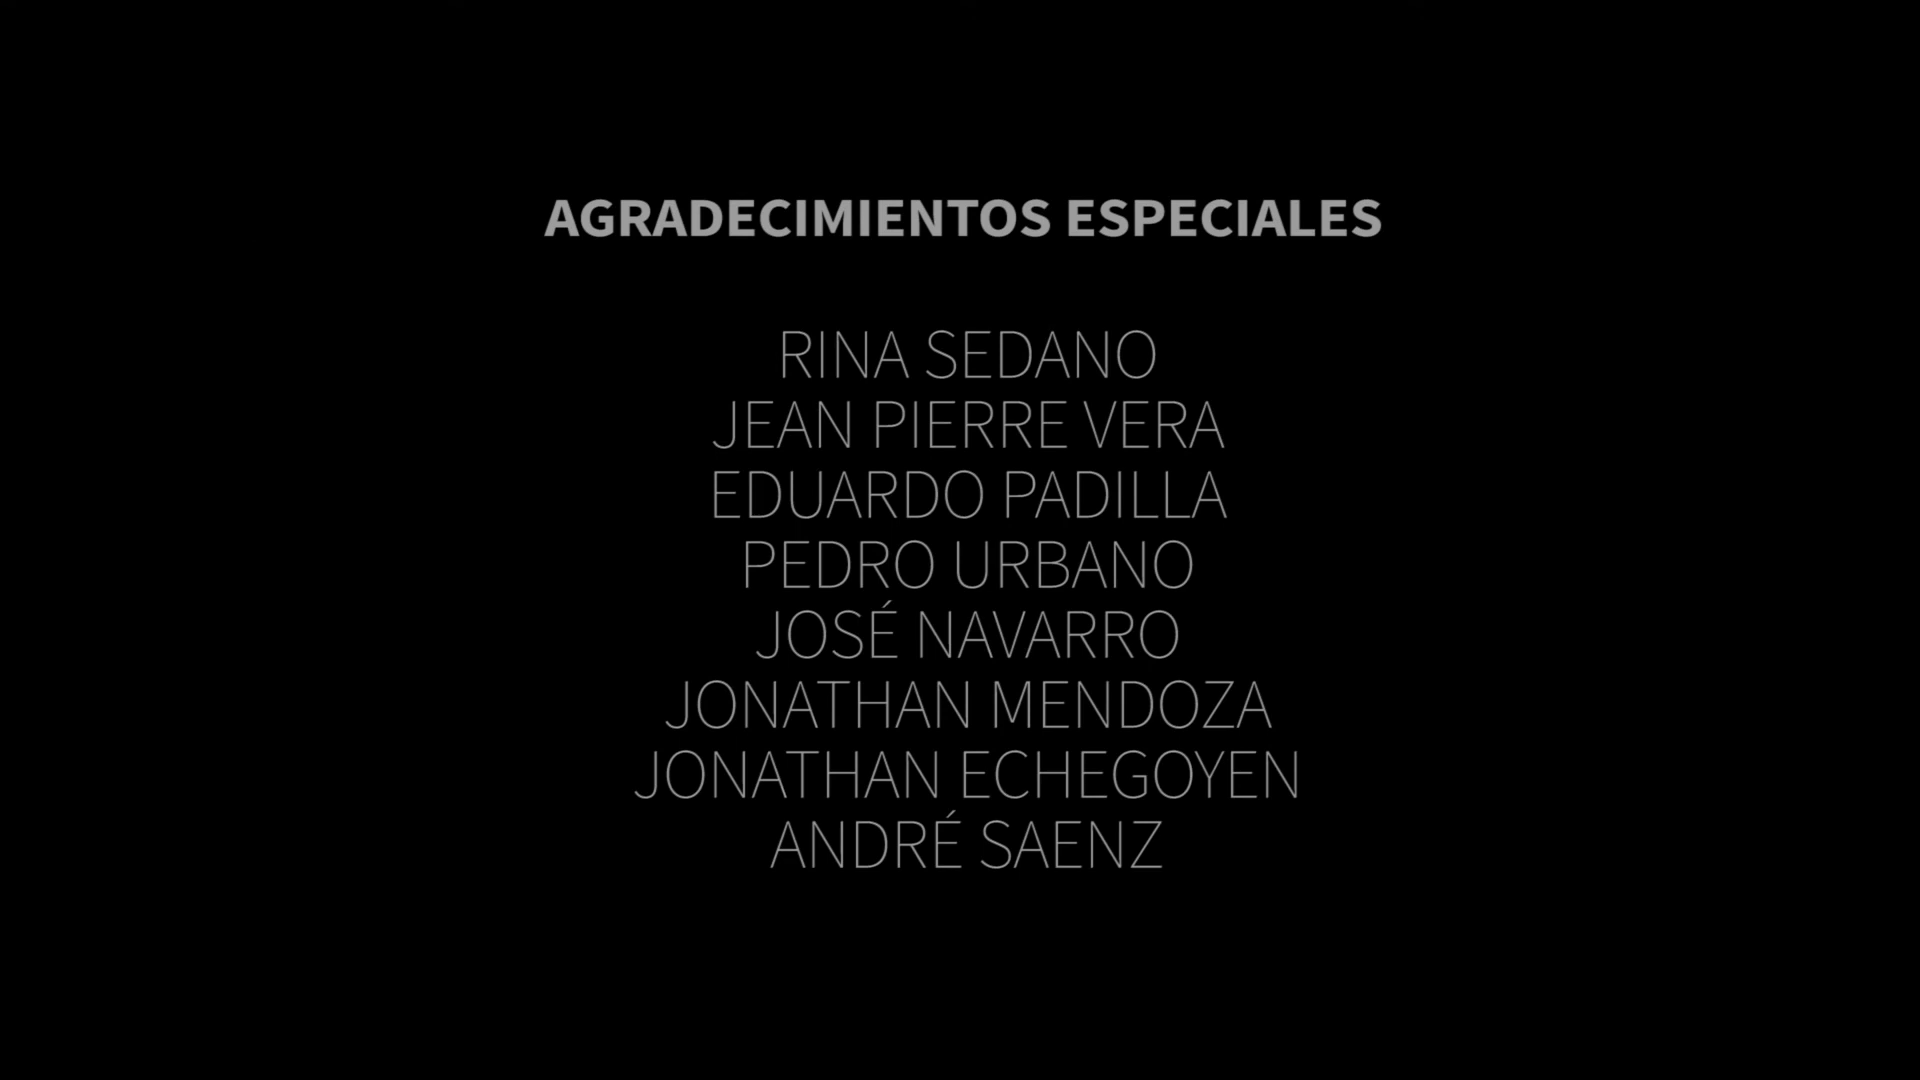 AGRADECIMIENTOS ESPECIALES
RINA SEDANO
JEAN PIERRE VERA
EDUARDO PADILLA
PEDRO URBANO
JOSÉ NAVARRO
JONATHAN MENDOZA
JONATHAN ECHEGOYEN
ANDRÉ SAENZ